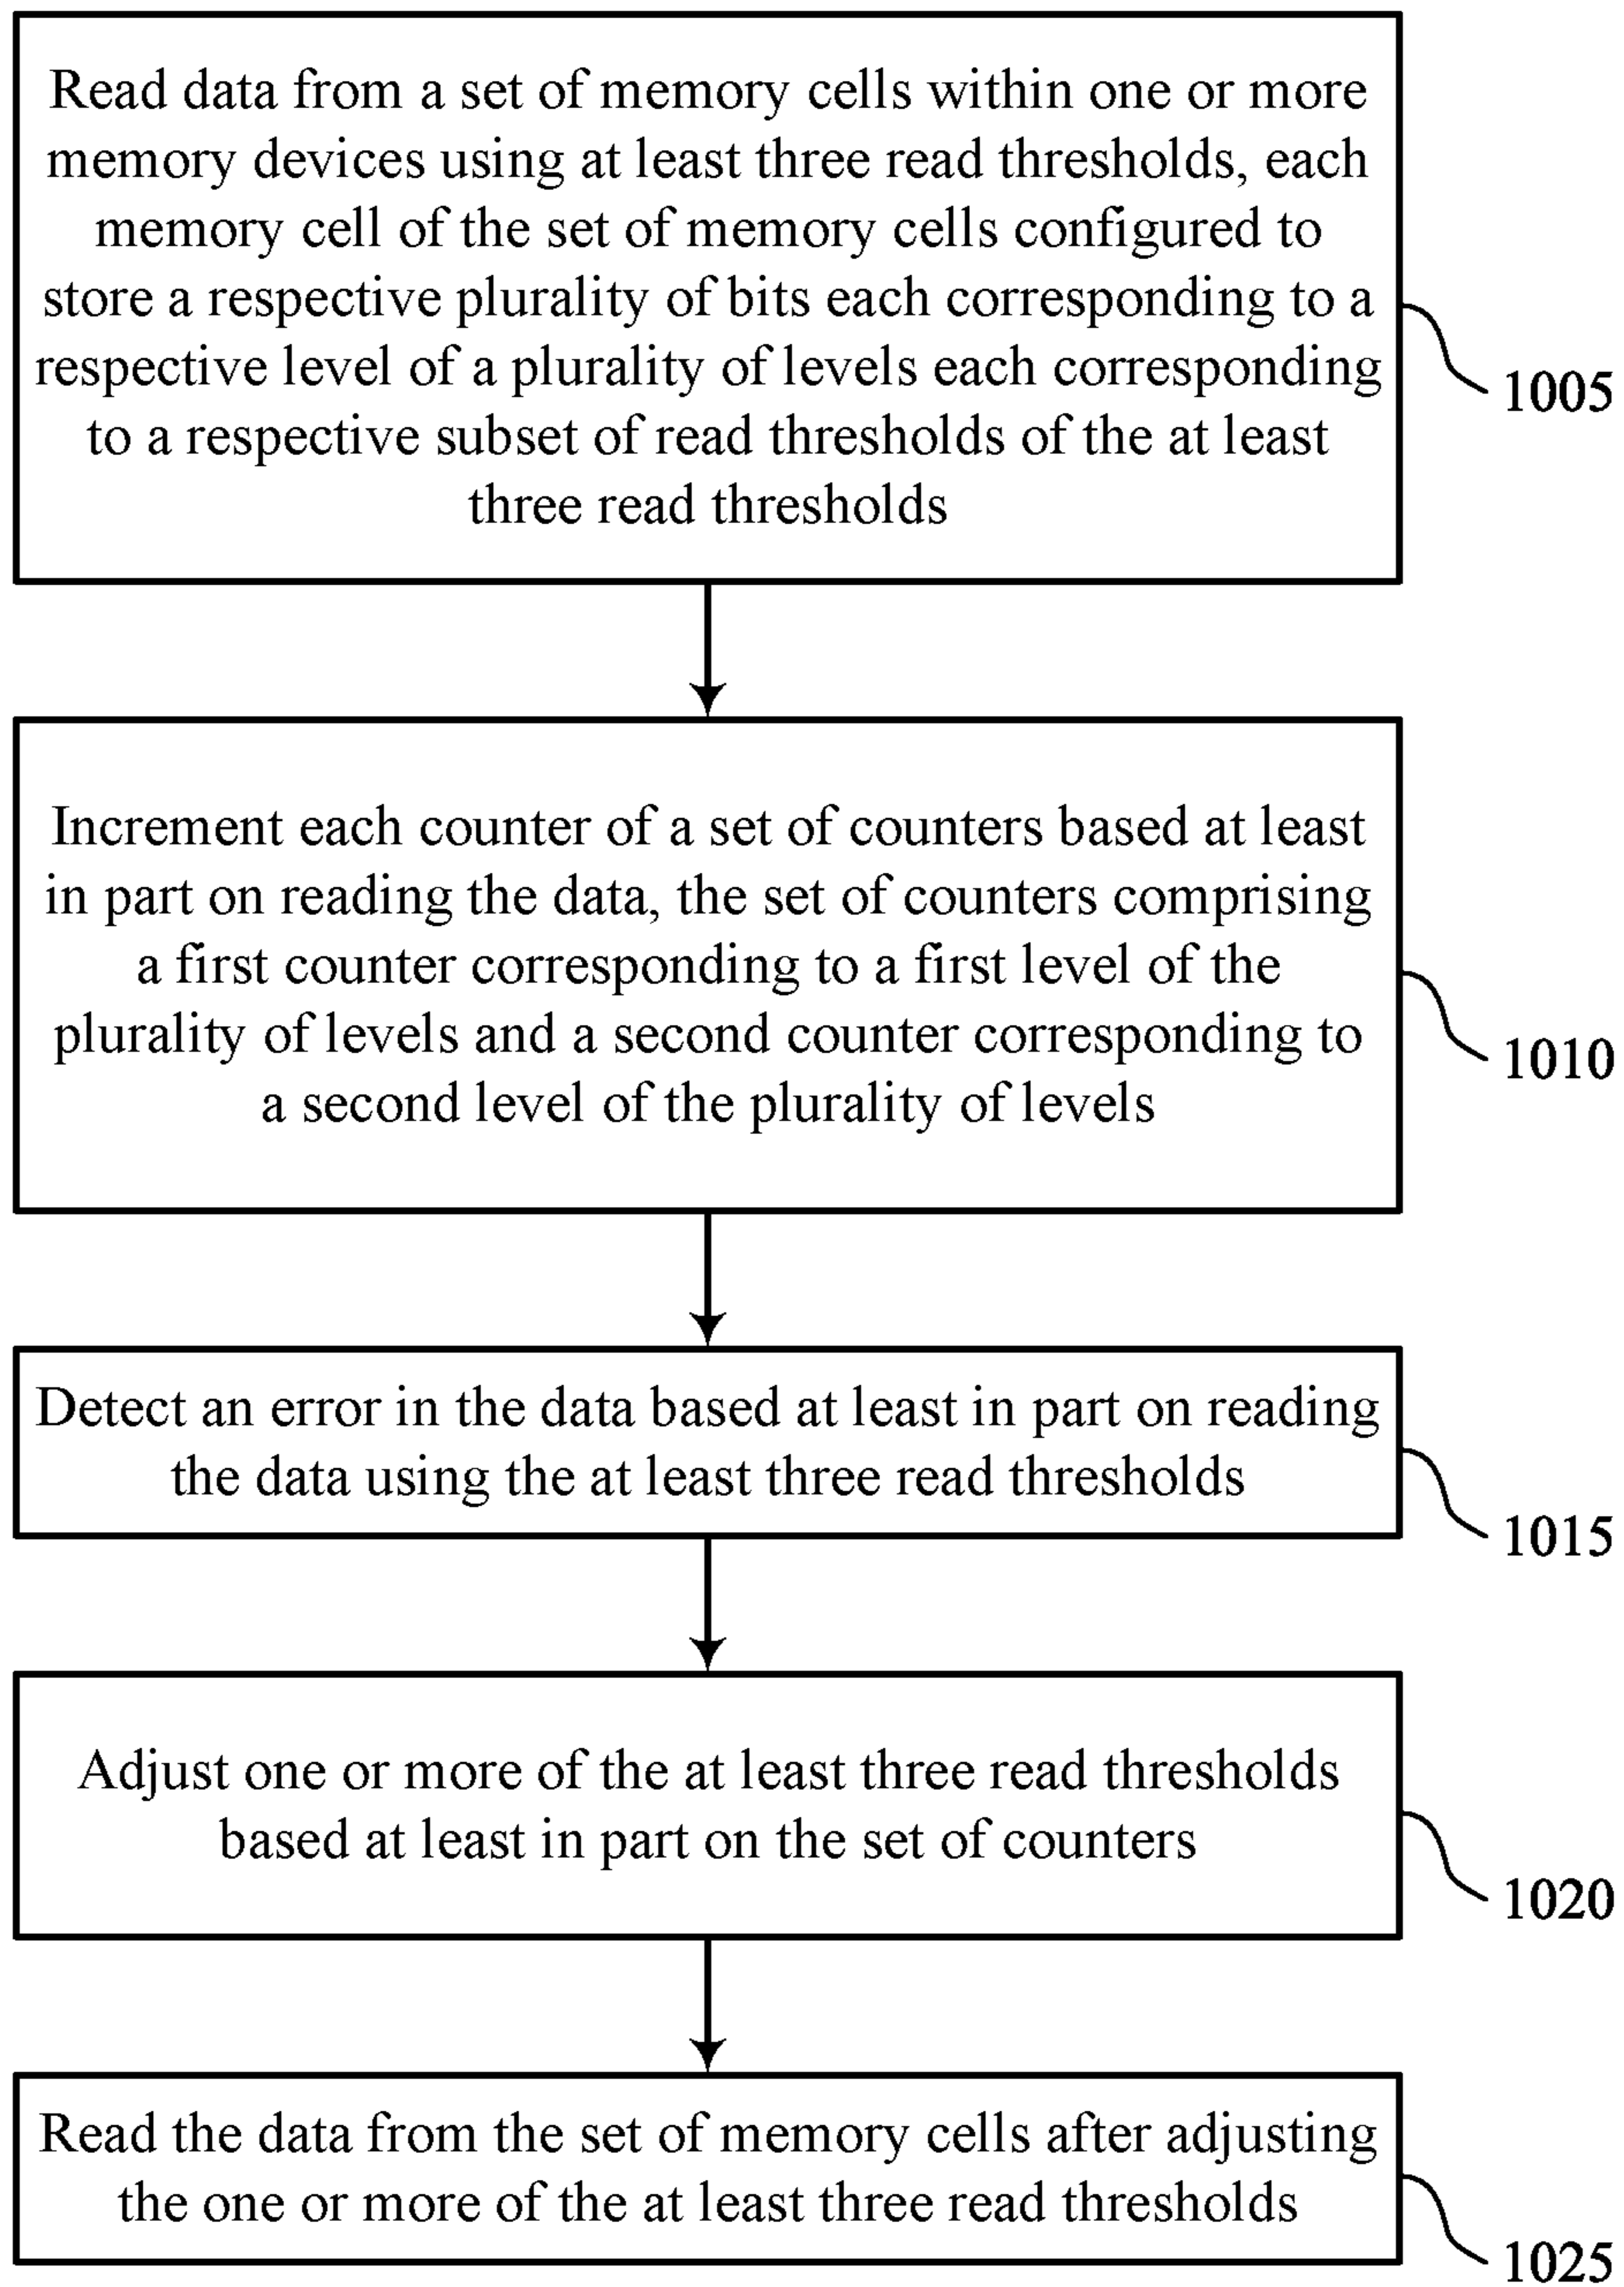 Read data from a set of memory cells within one or more
memory devices using at least three read thresholds, each
memory cell of the set of memory cells configured to
store a respective plurality of bits each corresponding to a
respective level of a plurality of levels each corresponding
to a respective subset of read thresholds of the at least
three read thresholds
1005
Increment each counter of a set of counters based at least
in part on reading the data, the set of counters comprising
a first counter corresponding to a first level of the
plurality of levels and a second counter corresponding to
a second level of the plurality of levels
1010
Detect an error in the data based at least in part on reading
the data using the at least three read thresholds
1015
Adjust one or more of the at least three read thresholds
based at least in part on the set of counters
1020
Read the data from the set of memory cells after adjusting
the one or more of the at least three read thresholds
1025